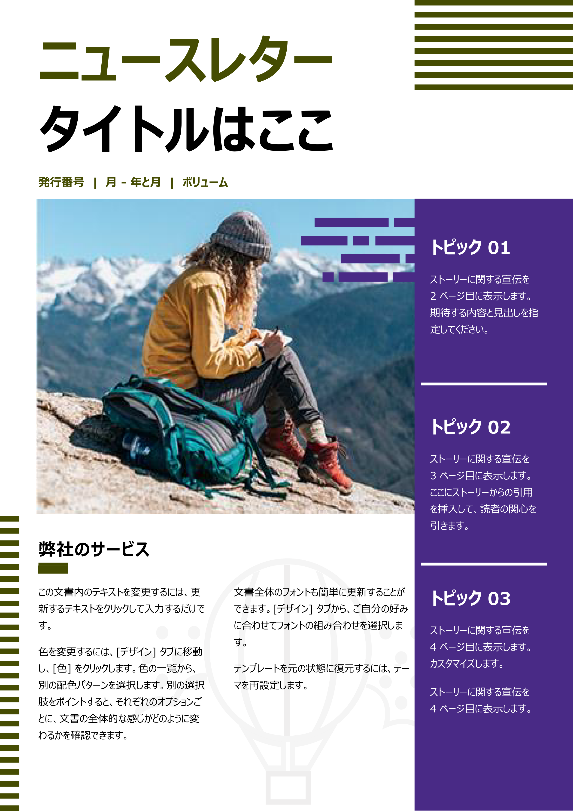 ニュースレター
タイトルはここ
発行番号 | 月 - 年と月 | ボリューム
トピック 01
ストーリーに関する宣伝を
2 ページ目に表示します。
期待する内容と見出しを指
定してください。
トピック 02
ストーリーに関する宣伝を
3 ページ目に表示します。
ここにストーリーからの引用
を挿入して、読者の関心を
引きます。
トピック 03
ストーリーに関する宣伝を
4 ページ目に表示します。
カスタマイズします。
ストーリーに関する宣伝を
4 ページ目に表示します。
弊社のサービス
この文書内のテキストを変更するには、更
新するテキストをクリックして入力するだけで
す。
色を変更するには、[デザイン] タブに移動
し、[色] をクリックします。色の一覧から、
別の配色パターンを選択します。別の選択
肢をポイントすると、それぞれのオプションご
とに、文書の全体的な感じがどのように変
わるかを確認できます。
文書全体のフォントも簡単に更新することが
できます。[デザイン] タブから、ご自分の好み
に合わせてフォントの組み合わせを選択しま
す。
テンプレートを元の状態に復元するには、テー
マを再設定します。